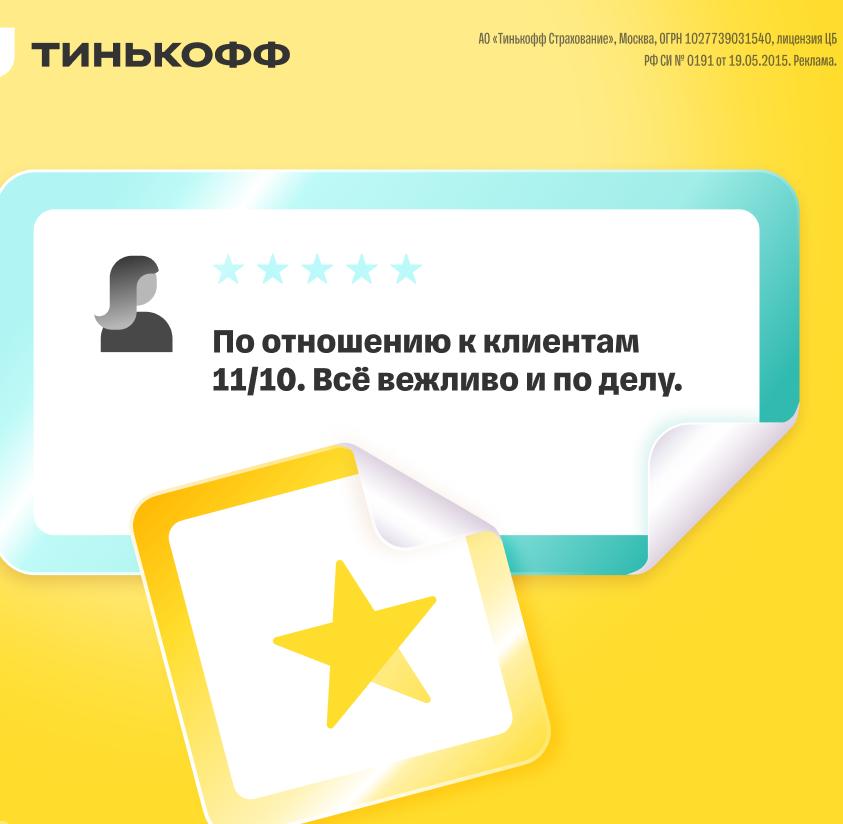 ТИНЬКОФФ
АО «Тинькофф Страхование», Москва, ОГРН 1027739031540, лицензия ЦБ
РФ СИ № 0191 от 19.05.2015. Реклама.
По отношению к клиентам
11/10. Всё вежливо и по делу.